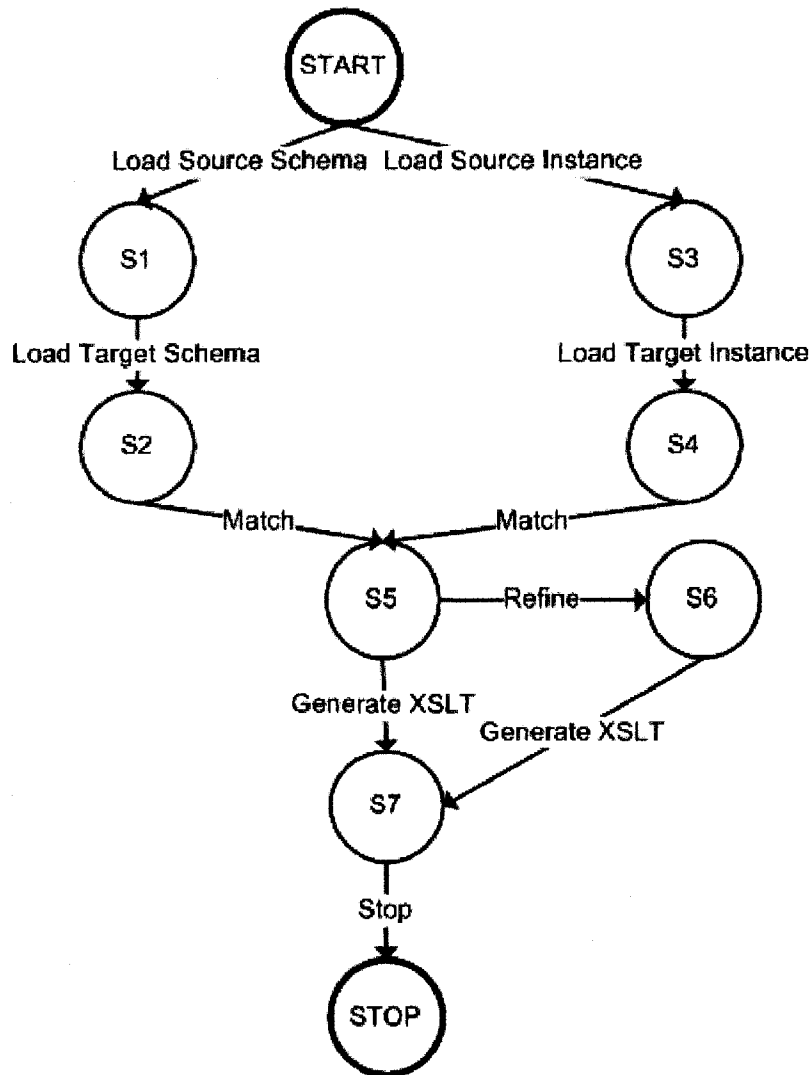 START
Load Source Schema
Load Source Instance
S1
S3
Load Target Schema
Load Target Instance
S2
S4
Match
Match
S5
Refine
S6
Generate XSLT
Generate XSLT
S7
Stop
STOP